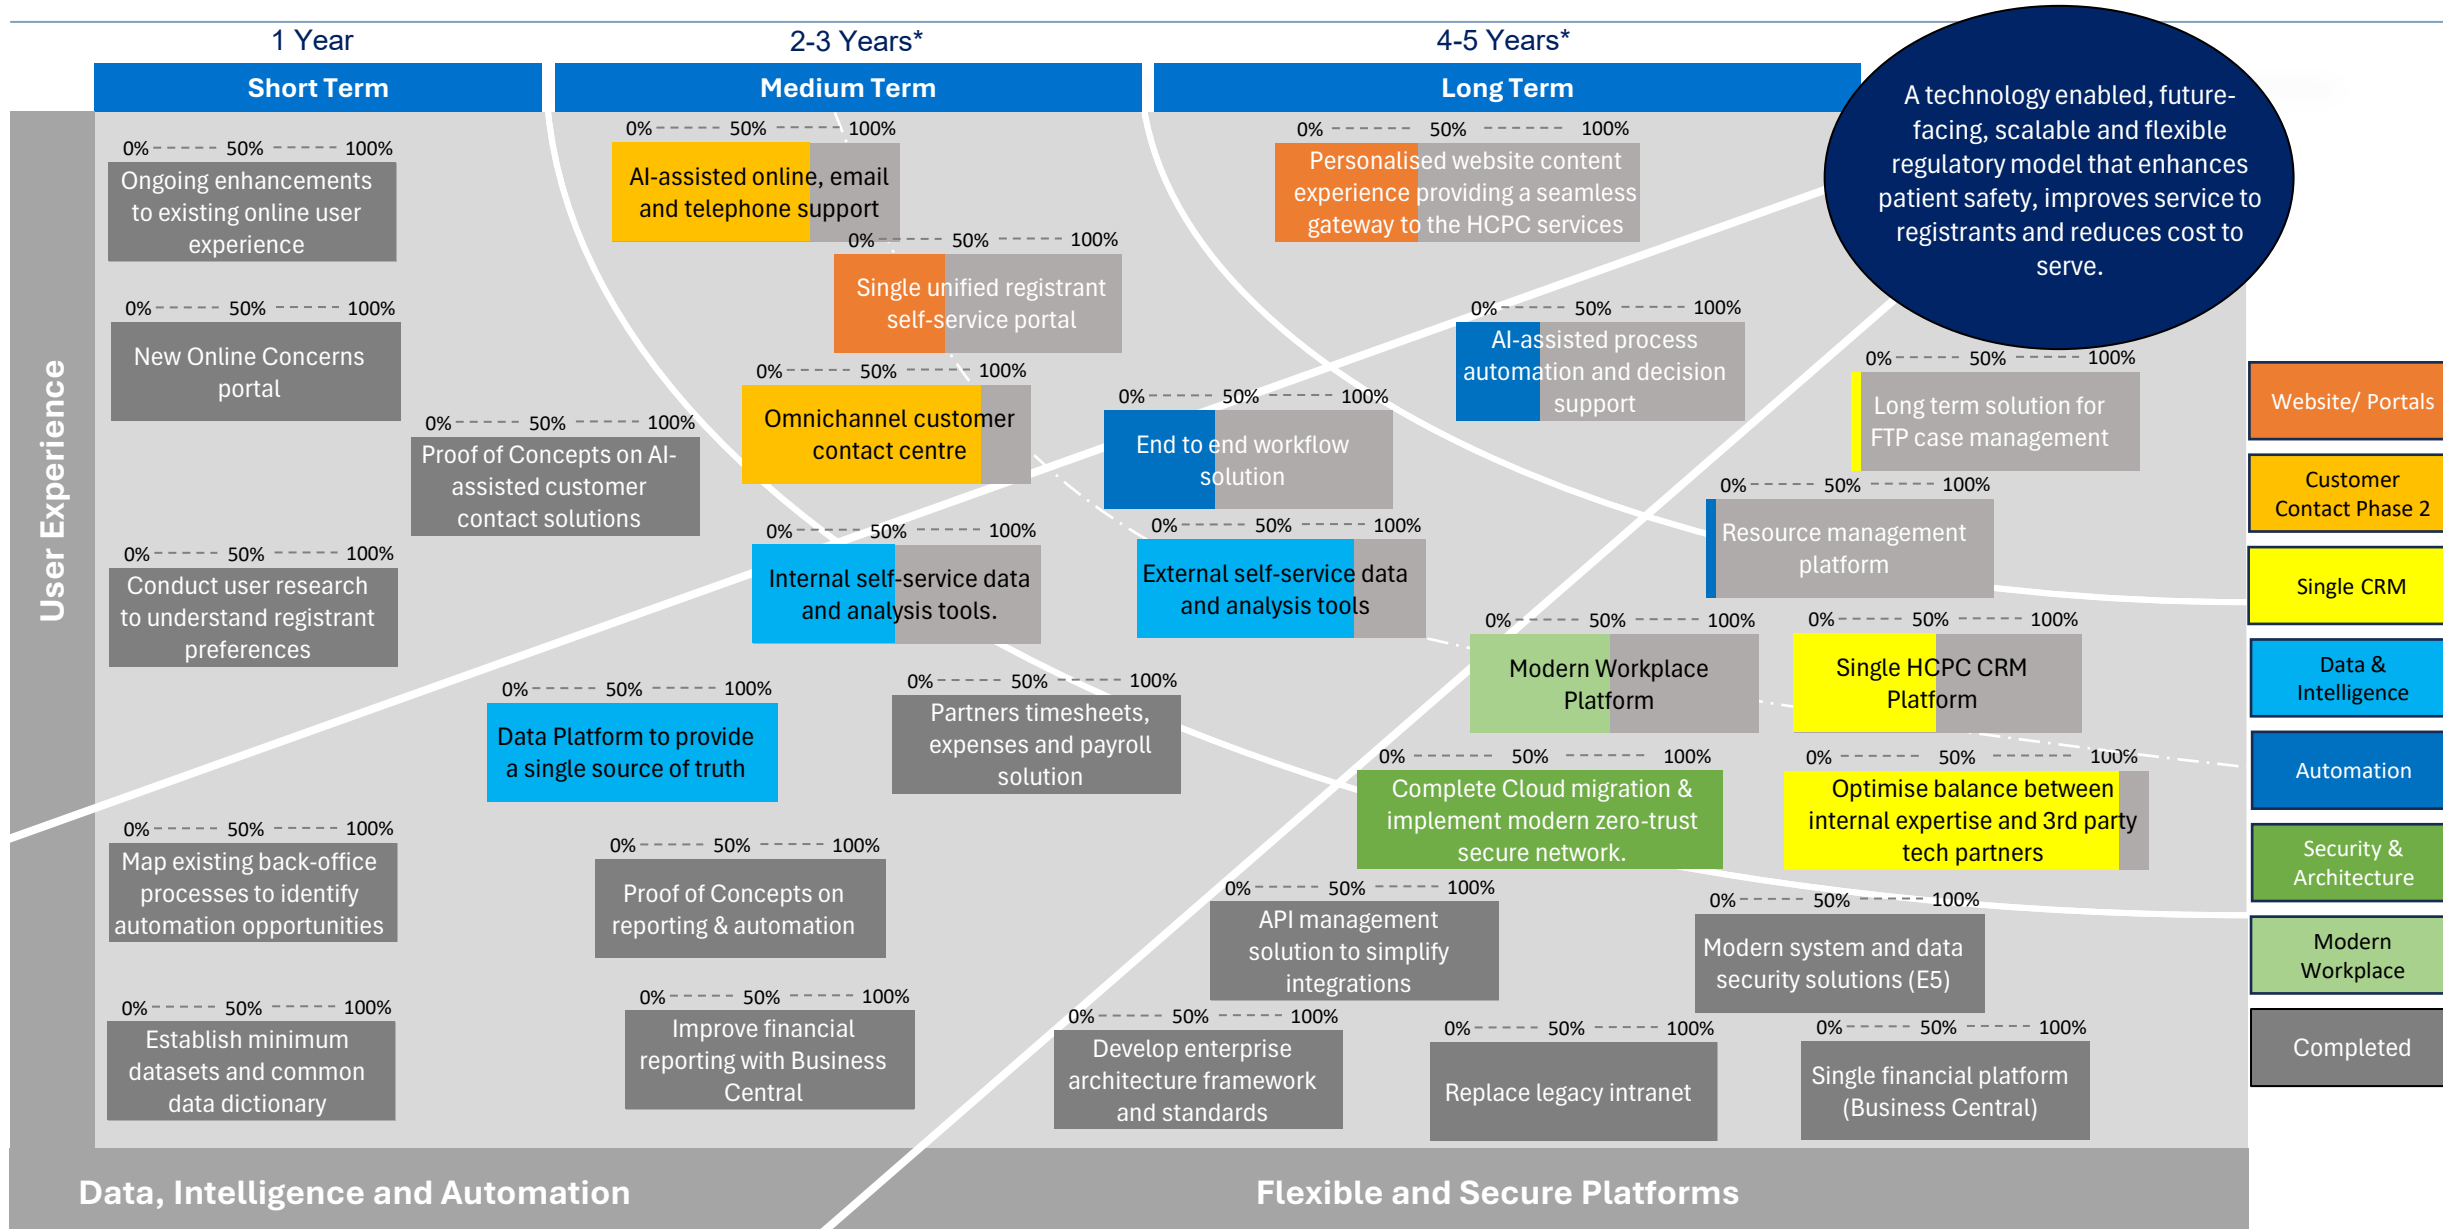 1 Year
2-3 Years*
4-5 Years*
Short Term
Medium Term
Long Term
A technology enabled, future-
facing, scalable and flexible
regulatory model that enhances
patient safety, improves service to
registrants and reduces cost to
serve.
User Experience
0% 50% 100%
Ongoing enhancements
to existing online user
experience
0% 50% 100%
AI-assisted online, email
and telephone support
0% 50% 100%
Personalised website content
experience providing a seamless
gateway to the HCPC services
0% 50% 100%
Single unified registrant
self-service portal
0% 50% 100%
New Online Concerns
portal
0% 50% 100%
AI-assisted process
automation and decision
support
0% 50% 100%
Long term solution for
FTP case management
0% 50% 100%
Omnichannel customer
contact centre
0% 50% 100%
End to end workflow
solution
0% 50% 100%
Proof of Concepts on AI-
assisted customer
contact solutions
0% 50% 100%
Resource management
platform
0% 50% 100%
Conduct user research
to understand registrant
preferences
0% 50% 100%
Internal self-service data
and analysis tools.
0% 50% 100%
External self-service data
and analysis tools
0% 50% 100%
Modern Workplace
Platform
0% 50% 100%
Single HCPC CRM
Platform
0% 50% 100%
Data Platform to provide
a single source of truth
0% 50% 100%
Partners timesheets,
expenses and payroll
solution
0% 50% 100%
Complete Cloud migration &
implement modern zero-trust
secure network.
0% 50% 100%
Optimise balance between
internal expertise and 3rd party
tech partners
0% 50% 100%
Map existing back-office
processes to identify
automation opportunities
0% 50% 100%
Proof of Concepts on
reporting & automation
0% 50% 100%
API management
solution to simplify
integrations
0% 50% 100%
Modern system and data
security solutions (E5)
0% 50% 100%
Establish minimum
datasets and common
data dictionary
0% 50% 100%
Improve financial
reporting with Business
Central
0% 50% 100%
Develop enterprise
architecture framework
and standards
0% 50% 100%
Replace legacy intranet
0% 50% 100%
Single financial platform
(Business Central)
Website/ Portals
Customer
Contact Phase 2
Single CRM
Data &
Intelligence
Automation
Security &
Architecture
Modern
Workplace
Completed
Data, Intelligence and Automation
Flexible and Secure Platforms